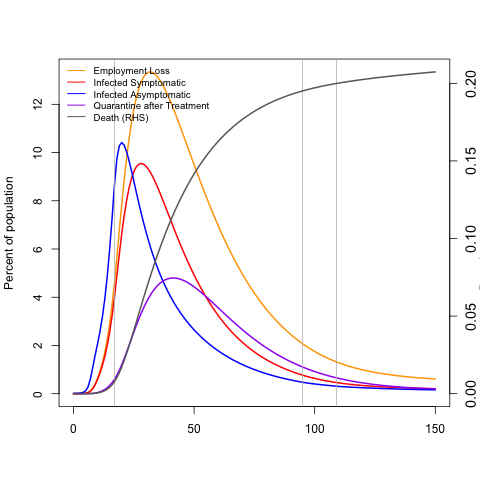 Employment Loss
Infected Symptomatic
Infected Asymptomatic
Quarantine after Treatment
Death (RHS)
Percent of population
0
2
4
6
8
10
12
0.00
0.05
0.10
0.15
0.20
0
50
100
150